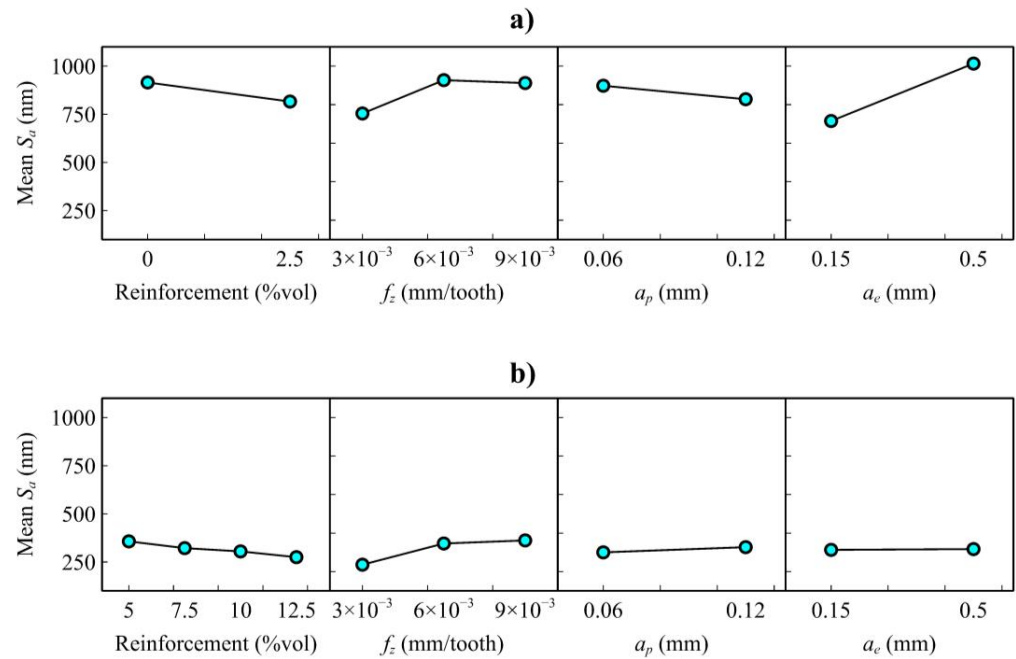 a)
Mean Sa (nm)
1000
750
500
250
0 2.5 3×10⁻³ 6×10⁻³ 9×10⁻³ 0.06 0.12 0.15 0.5
Reinforcement (%vol) fz (mm/tooth) ap (mm) ae (mm)
b)
Mean Sa (nm)
1000
750
500
250
5 7.5 10 12.5 3×10⁻³ 6×10⁻³ 9×10⁻³ 0.06 0.12 0.15 0.5
Reinforcement (%vol) fz (mm/tooth) ap (mm) ae (mm)